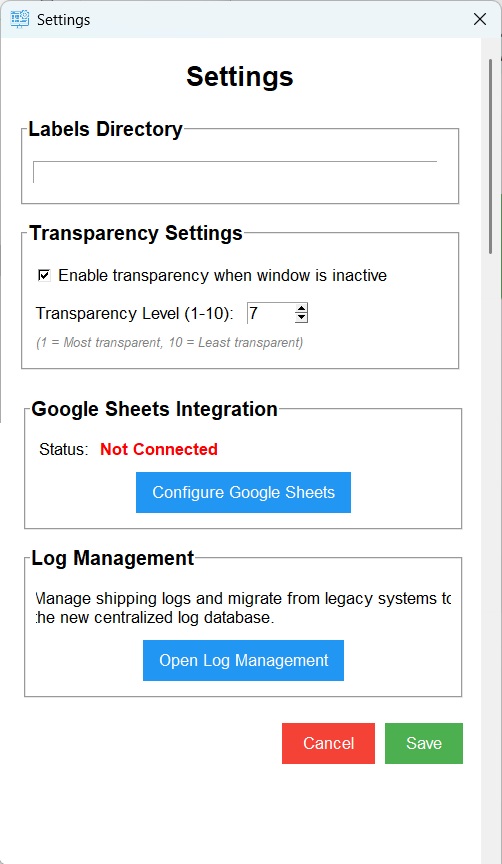 Settings
Settings
Labels Directory
Transparency Settings
Enable transparency when window is inactive
Transparency Level (1-10): 7
(1 = Most transparent, 10 = Least transparent)
Google Sheets Integration
Status: Not Connected
Configure Google Sheets
Log Management
Manage shipping logs and migrate from legacy systems to
the new centralized log database.
Open Log Management
Cancel Save